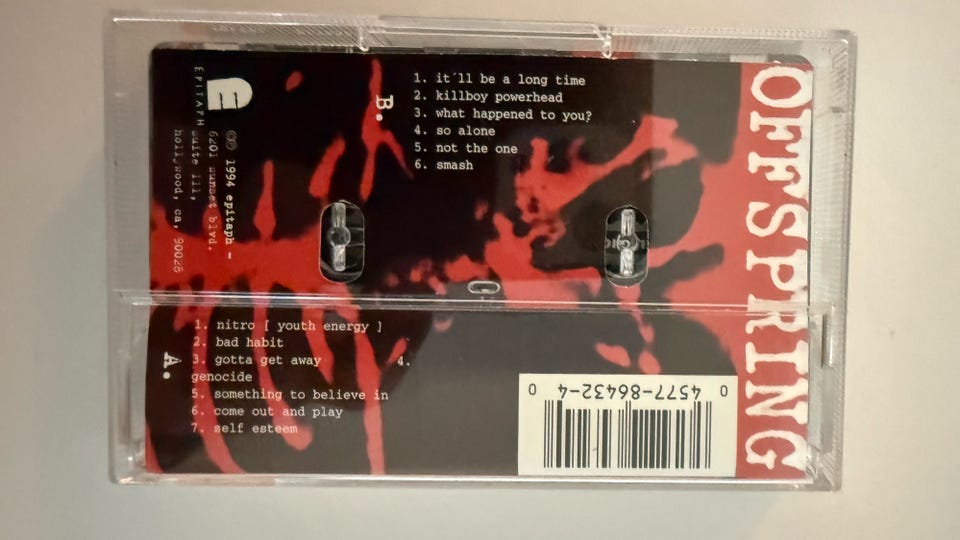 OFFSPRING
B.
1. it'll be a long time
2. killboy powerhead
3. what happened to you?
4. so alone
5. not the one
6. smash
E
EPITAPH
©℗ 1994 epitaph -
6201 sunset blvd.
suite 111,
hollywood, ca, 90028
A.
1. nitro [ youth energy ]
2. bad habit
3. gotta get away 4.
genocide
5. something to believe in
6. come out and play
7. self esteem
0 4577-86432-4 0